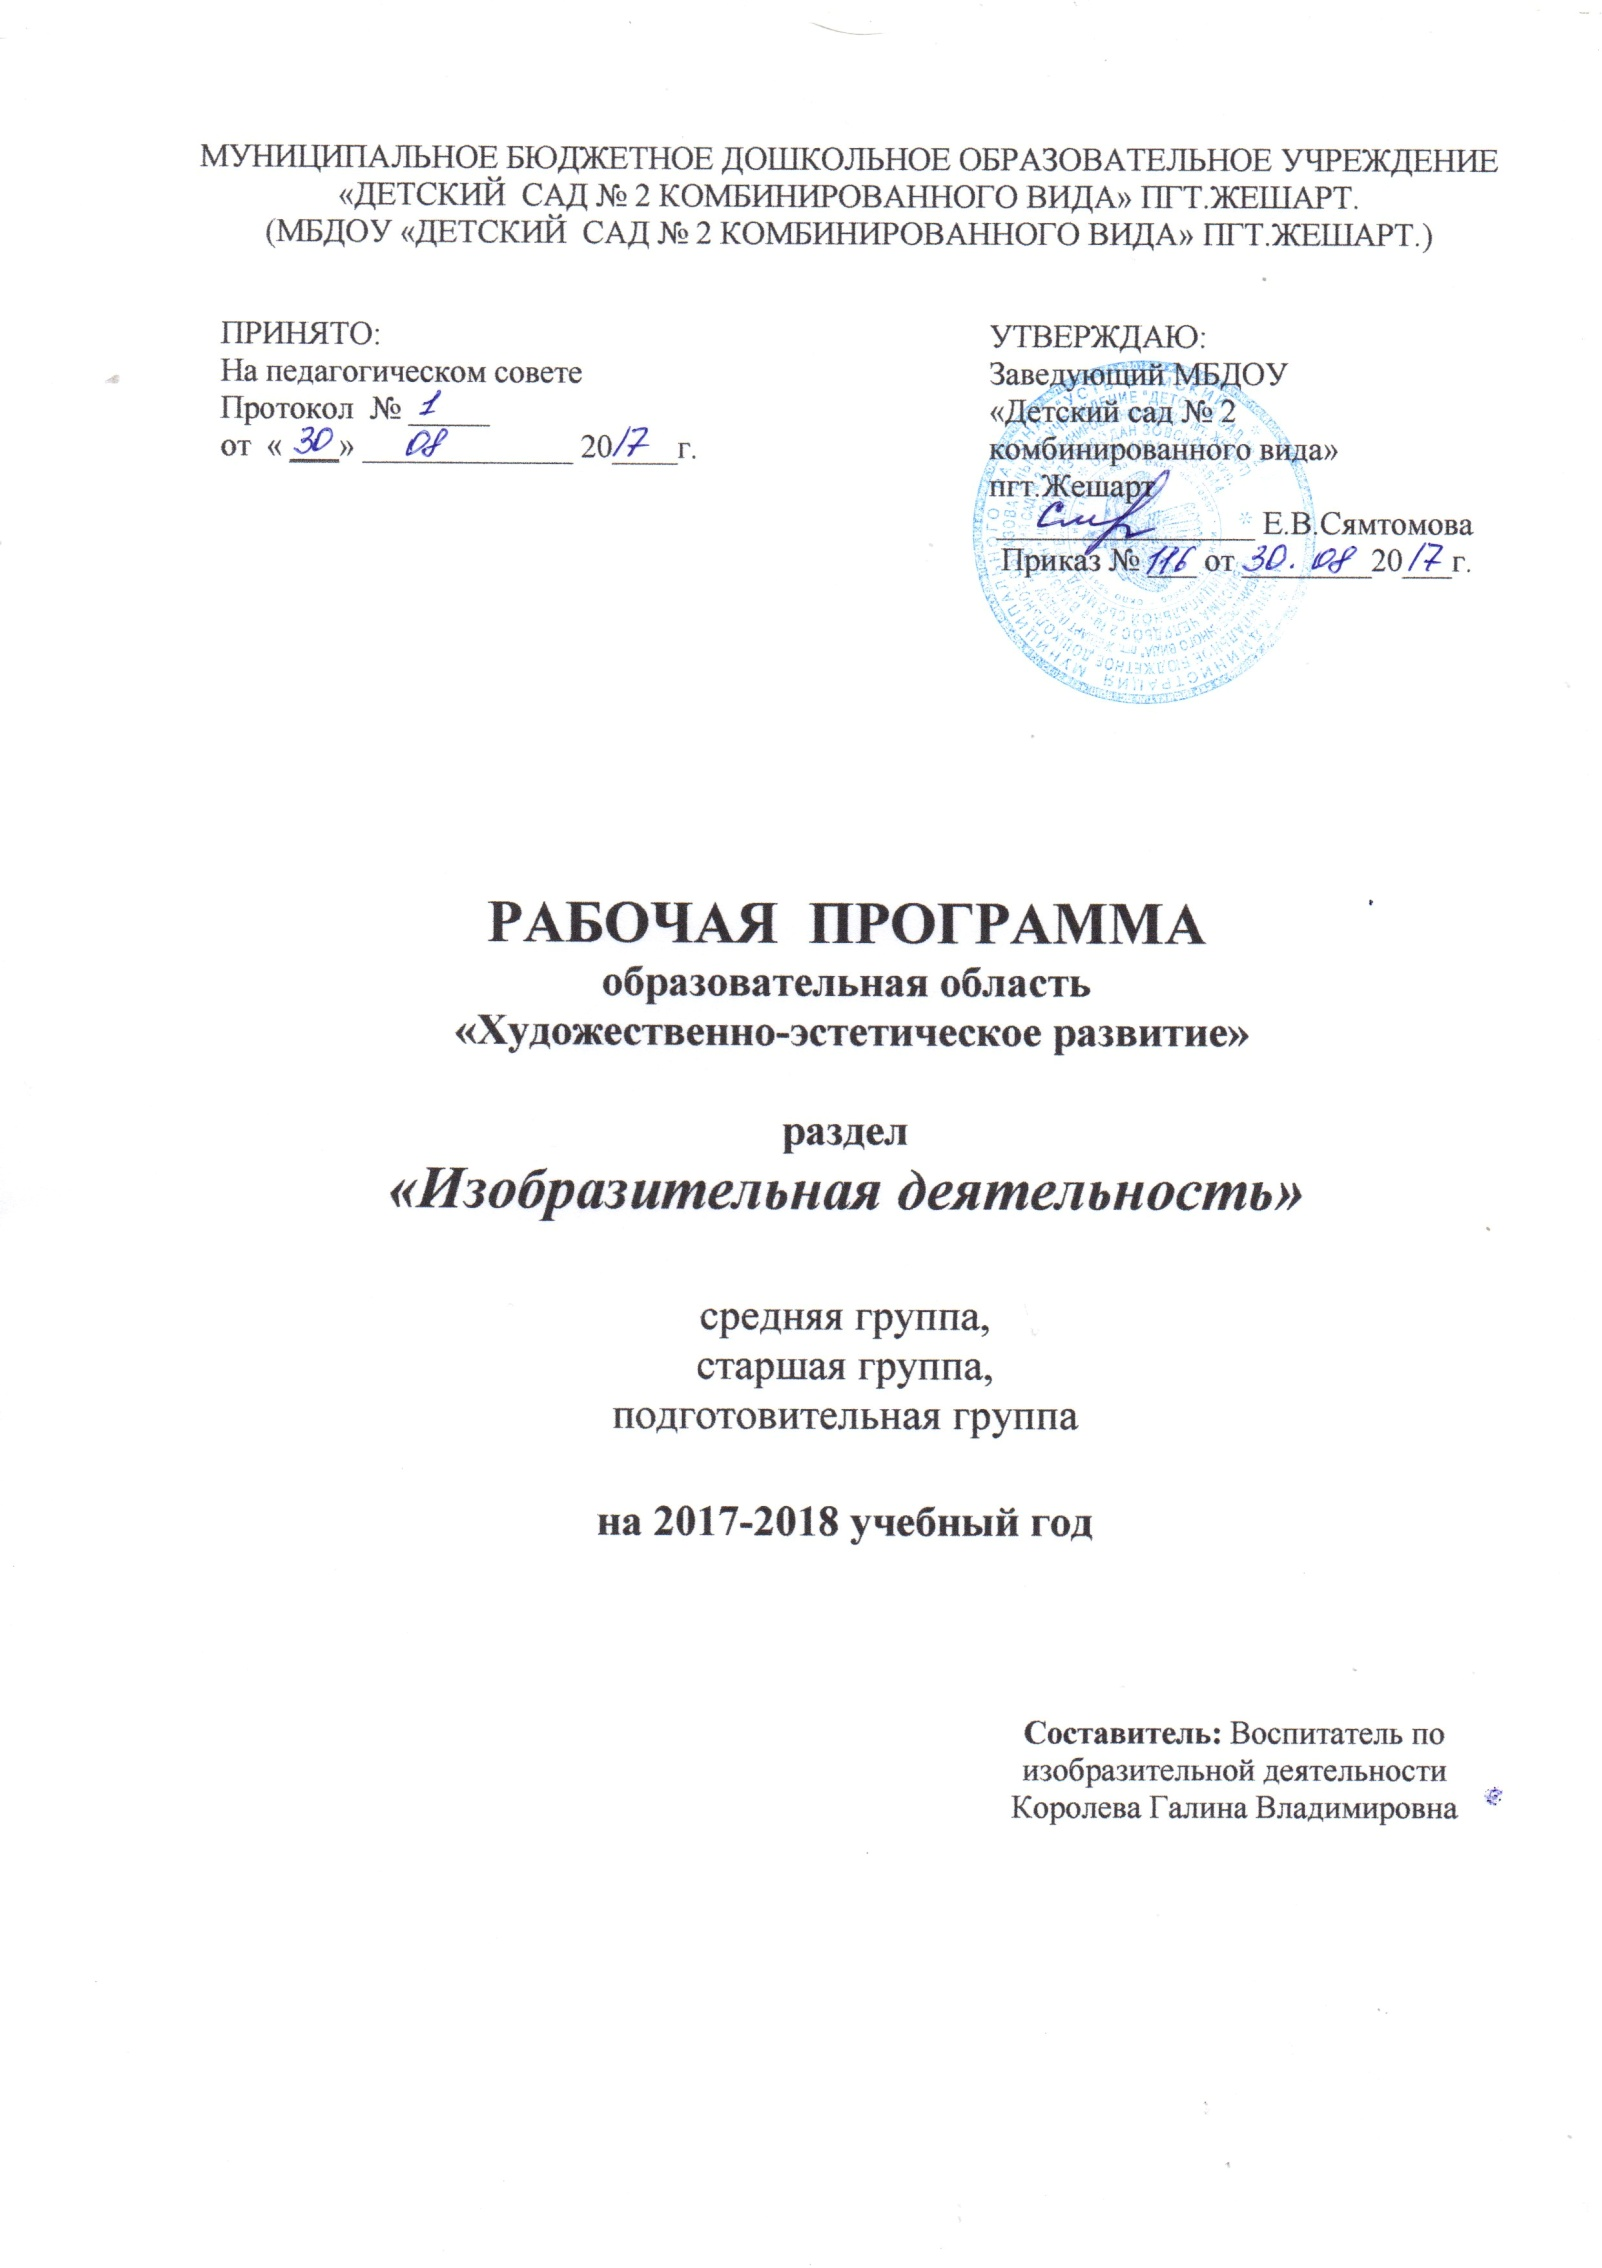 МУНИЦИПАЛЬНОЕ БЮДЖЕТНОЕ ДОШКОЛЬНОЕ ОБРАЗОВАТЕЛЬНОЕ УЧРЕЖДЕНИЕ
«ДЕТСКИЙ САД № 2 КОМБИНИРОВАННОГО ВИДА» ПГТ.ЖЕШАРТ.
(МБДОУ «ДЕТСКИЙ САД № 2 КОМБИНИРОВАННОГО ВИДА» ПГТ.ЖЕШАРТ.)
ПРИНЯТО:
На педагогическом совете
Протокол № 1
от «30» 08 2017г.
УТВЕРЖДАЮ:
Заведующий МБДОУ
«Детский сад № 2
комбинированного вида»
пгт.Жешарт
Е.В.Сямтомова
Приказ № 116 от 30.08 2017г.
РАБОЧАЯ ПРОГРАММА
образовательная область
«Художественно-эстетическое развитие»
раздел
«Изобразительная деятельность»
средняя группа,
старшая группа,
подготовительная группа
на 2017-2018 учебный год
Составитель: Воспитатель по
изобразительной деятельности
Королева Галина Владимировна